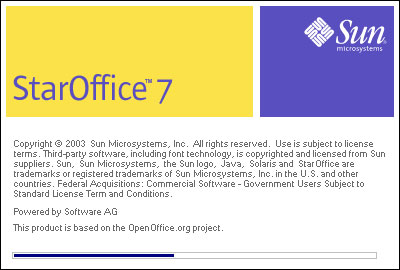 Sun
microsystems
StarOffice™ 7
Copyright © 2003 Sun Microsystems, Inc. All rights reserved. Use is subject to license
terms. Third-party software, including font technology, is copyrighted and licensed from Sun
suppliers. Sun, Sun Microsystems, the Sun logo, Java, Solaris and StarOffice are
trademarks or registered trademarks of Sun Microsystems, Inc. in the U.S. and other
countries. Federal Acquisitions: Commercial Software - Government Users Subject to
Standard License Term and Conditions.
Powered by Software AG
This product is based on the OpenOffice.org project.